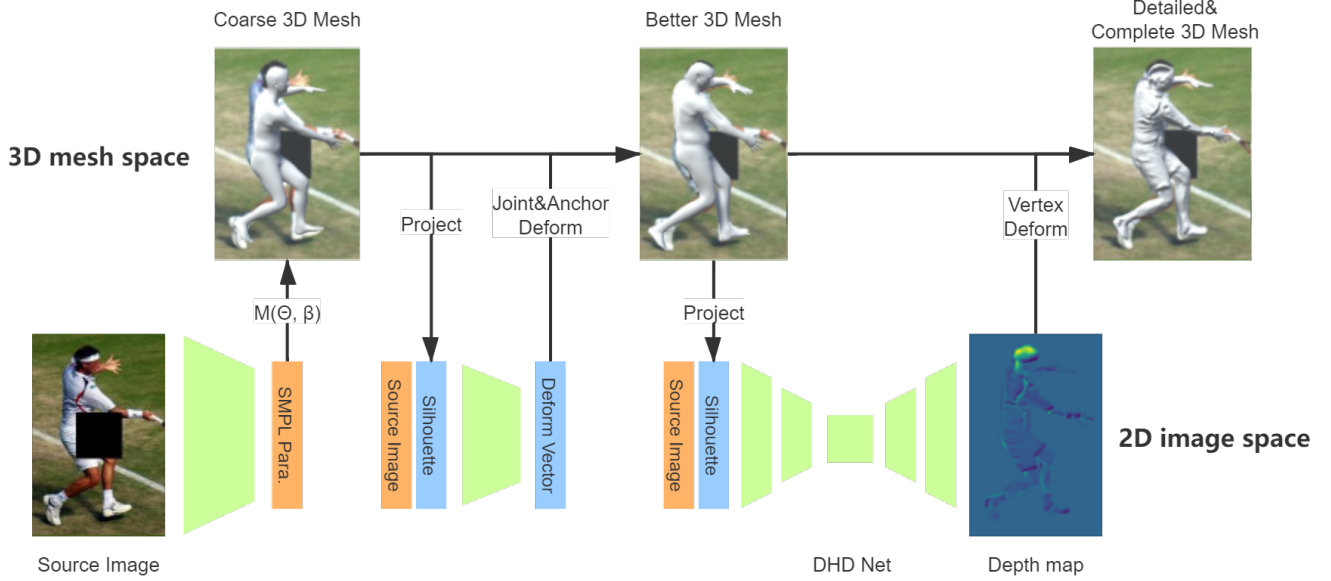 Coarse 3D Mesh
Better 3D Mesh
Detailed&
Complete 3D Mesh
3D mesh space
Project
Joint&Anchor
Deform
Vertex
Deform
M(Θ, β)
Project
SMPL Para.
Source Image
Silhouette
Deform Vector
Source Image
Silhouette
2D image space
Source Image
DHD Net
Depth map